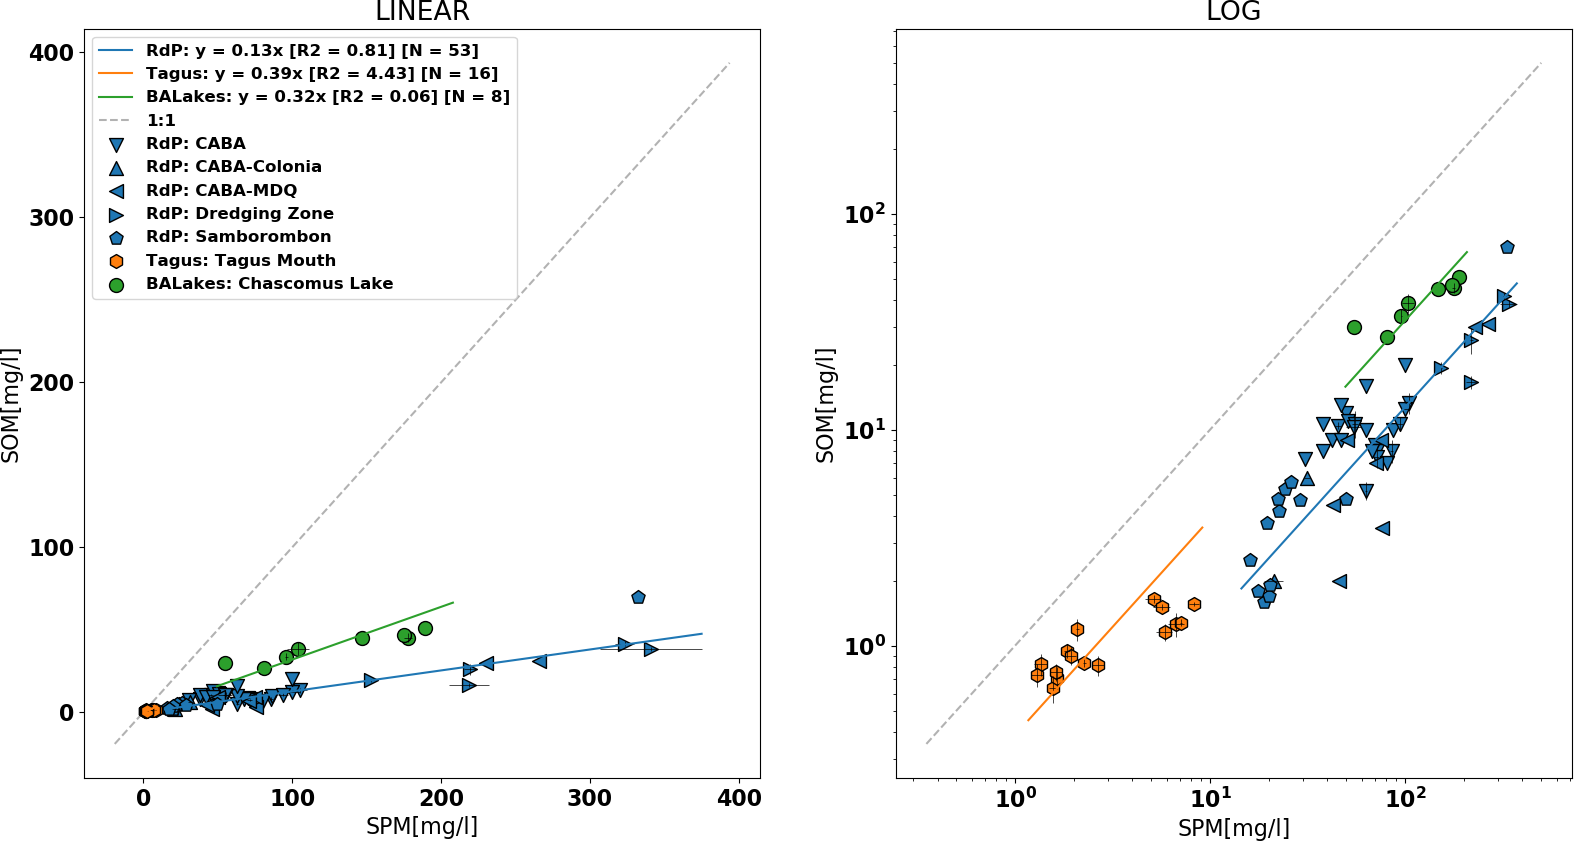 LINEAR
400
300
200
100
0
SOM[mg/l]
RdP: y = 0.13x [R2 = 0.81] [N = 53]
Tagus: y = 0.39x [R2 = 4.43] [N = 16]
BALakes: y = 0.32x [R2 = 0.06] [N = 8]
1:1
RdP: CABA
RdP: CABA-Colonia
RdP: CABA-MDQ
RdP: Dredging Zone
RdP: Samborombon
Tagus: Tagus Mouth
BALakes: Chascomus Lake
0 100 200 300 400
SPM[mg/l]
LOG
10²
10¹
10⁰
SOM[mg/l]
10⁰ 10¹ 10²
SPM[mg/l]